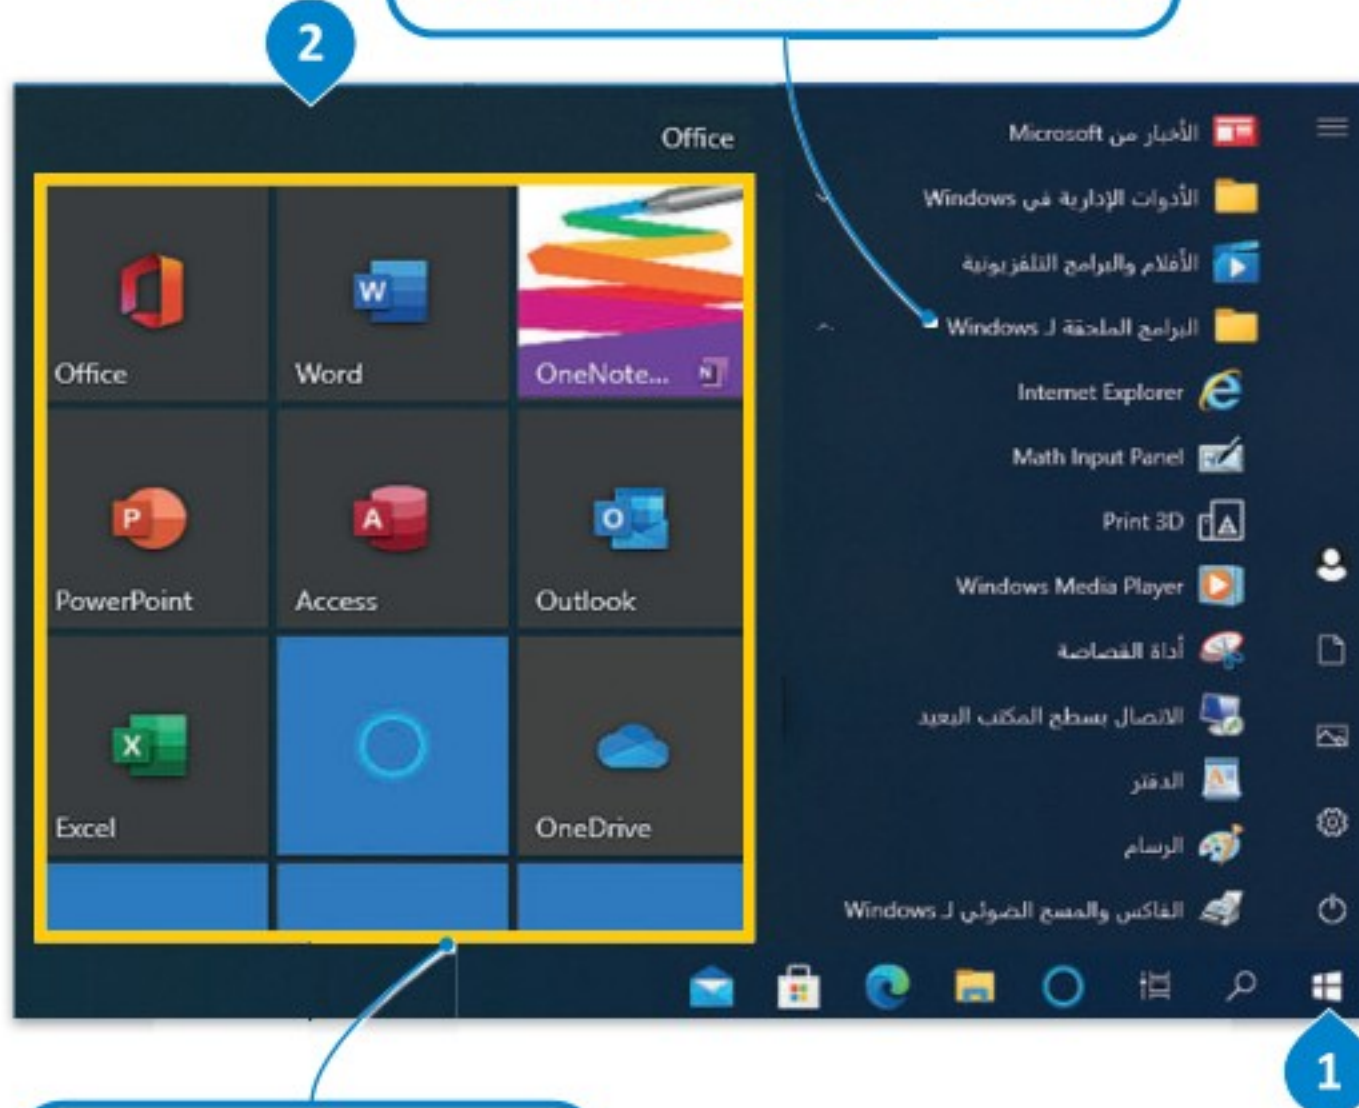 2
Office
Office
Word
OneNote...
PowerPoint
Access
Outlook
Excel
OneDrive
الأخبار من Microsoft
الأدوات الإدارية في Windows
الأفلام والبرامج التلفزيونية
البرامج الملحقة لـ Windows
Internet Explorer
Math Input Panel
Print 3D
Windows Media Player
أداة القصاصة
الاتصال بسطح المكتب البعيد
الدفتر
الرسام
الفاكس والمسح الضوئي لـ Windows
1